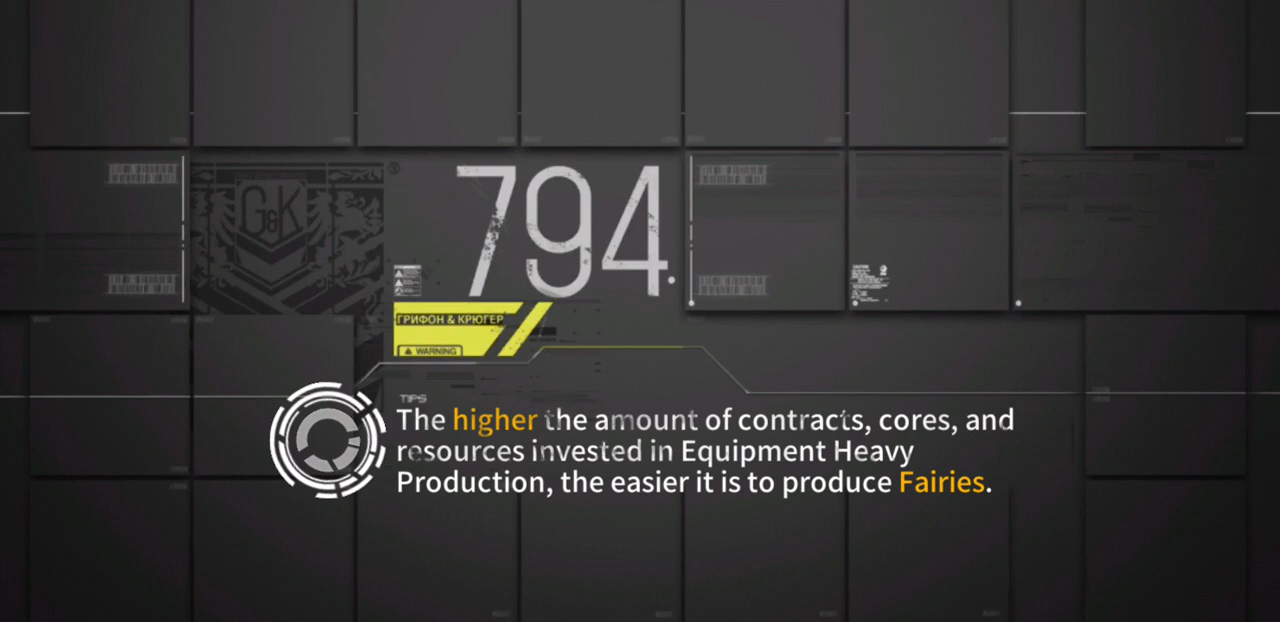 G&K
794.
ГРИФОН & КРЮГЕР
WARNING
TIPS
The higher the amount of contracts, cores, and
resources invested in Equipment Heavy
Production, the easier it is to produce Fairies.